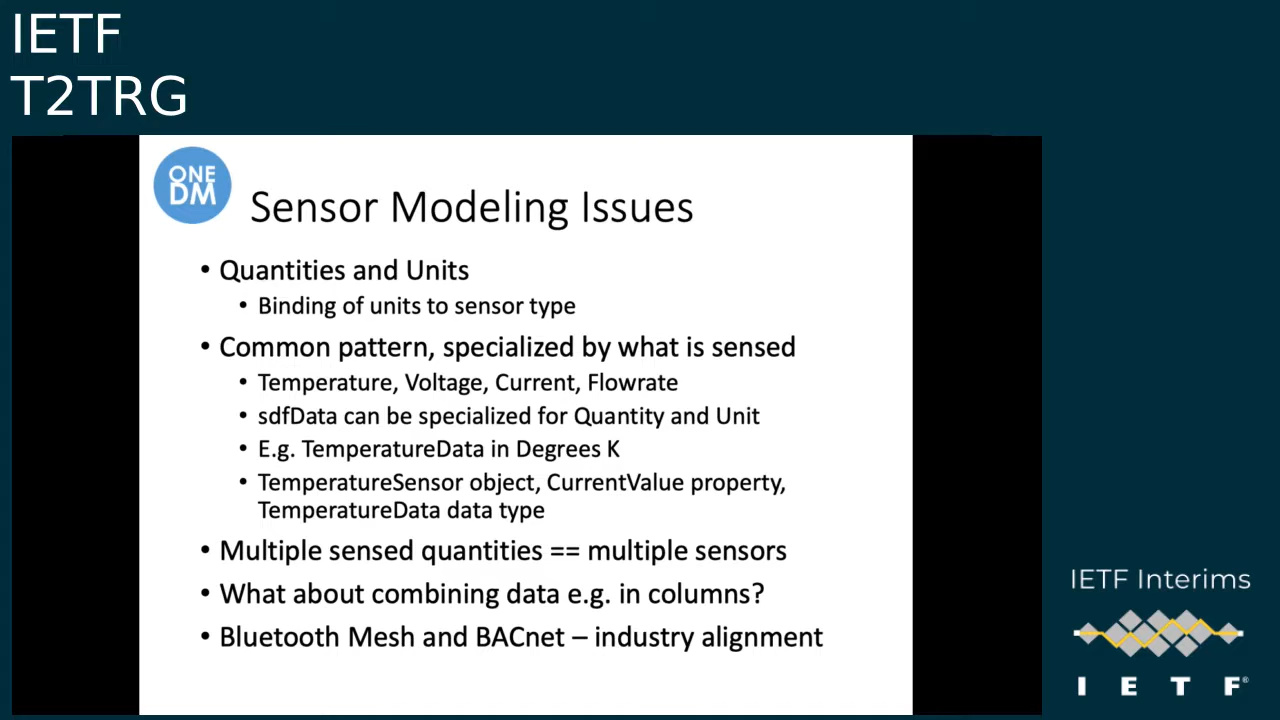 IETF
T2TRG
ONE
DM
Sensor Modeling Issues
• Quantities and Units
• Binding of units to sensor type
• Common pattern, specialized by what is sensed
• Temperature, Voltage, Current, Flowrate
• sdfData can be specialized for Quantity and Unit
• E.g. TemperatureData in Degrees K
• TemperatureSensor object, CurrentValue property,
TemperatureData data type
• Multiple sensed quantities == multiple sensors
• What about combining data e.g. in columns?
• Bluetooth Mesh and BACnet – industry alignment
IETF Interims
I E T F®